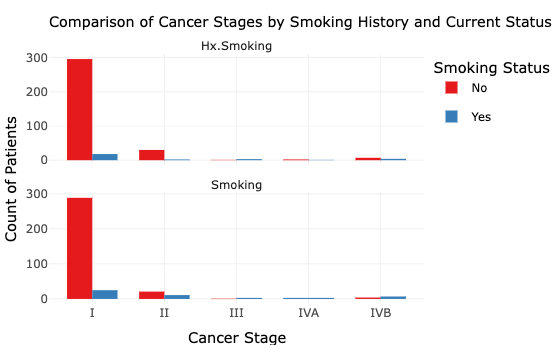 Comparison of Cancer Stages by Smoking History and Current Status
Hx.Smoking
300
200
100
0
Smoking
300
200
100
0
I II III IVA IVB
Cancer Stage
Count of Patients
Smoking Status
No
Yes